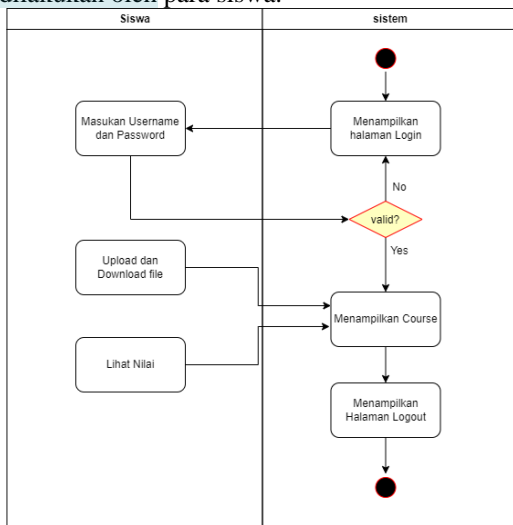 dilakukan oleh para siswa.
Siswa
sistem
Masukan Username
dan Password
Menampilkan
halaman Login
No
valid?
Yes
Upload dan
Download file
Menampilkan Course
Lihat Nilai
Menampilkan
Halaman Logout